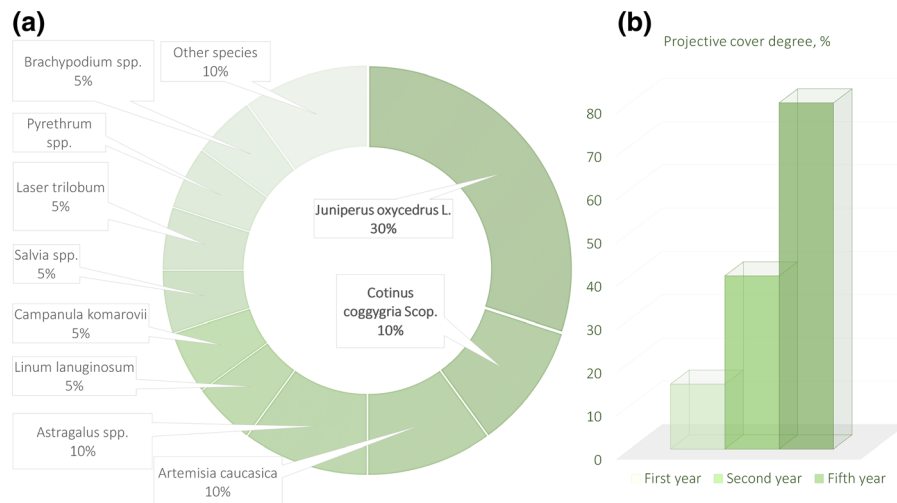 (a)
Other species
10%
Brachypodium spp.
5%
Pyrethrum
spp.
Laser trilobum
5%
Salvia spp.
5%
Campanula komarovii
5%
Linum lanuginosum
5%
Astragalus spp.
10%
Artemisia caucasica
10%
Juniperus oxycedrus L.
30%
Cotinus
coggygria Scop.
10%
(b)
Projective cover degree, %
80
70
60
50
40
30
20
10
0
First year Second year Fifth year